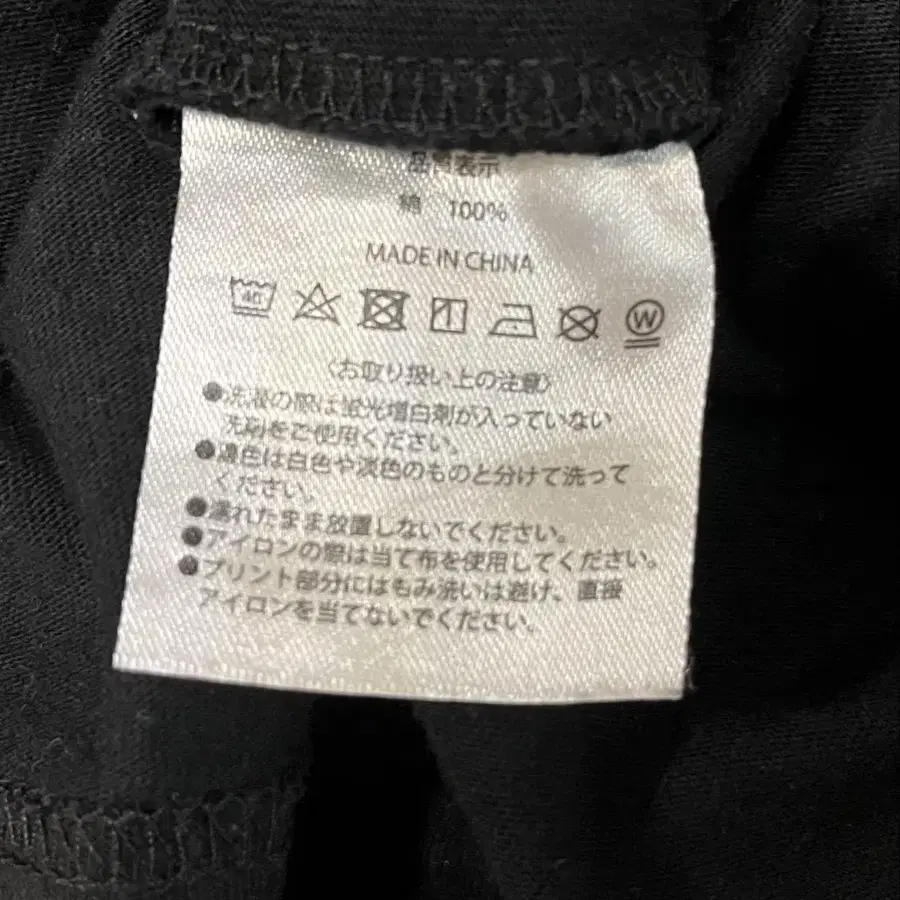 品質表示
綿 100%
MADE IN CHINA
40
W
〈お取り扱い上の注意〉
●洗濯の際は蛍光増白剤が入っていない
洗剤をご使用ください。
●濃色は白色や淡色のものと分けて洗って
ください。
●濡れたまま放置しないでください。
●アイロンの際は当て布を使用してください。
●プリント部分にはもみ洗いは避け、直接
アイロンを当てないでください。